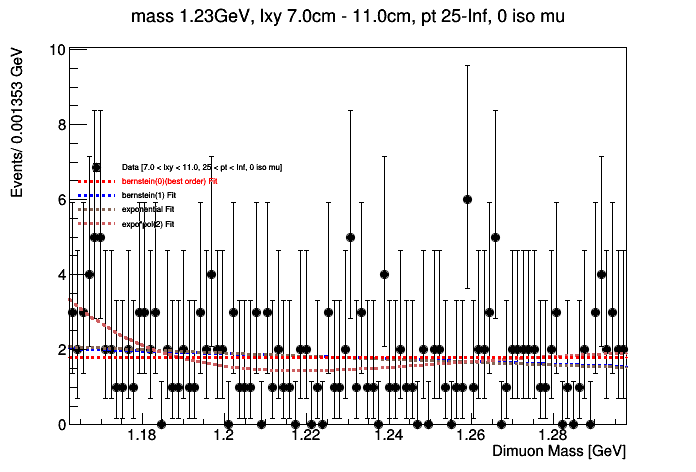 mass 1.23GeV, lxy 7.0cm - 11.0cm, pt 25-Inf, 0 iso mu
Events/ 0.001353 GeV
10
8
6
4
2
0
Data [7.0 < lxy < 11.0, 25 < pt < Inf, 0 iso mu]
bernstein(0)(best order) Fit
bernstein(1) Fit
exponential Fit
expo*pol(2) Fit
1.18 1.2 1.22 1.24 1.26 1.28
Dimuon Mass [GeV]